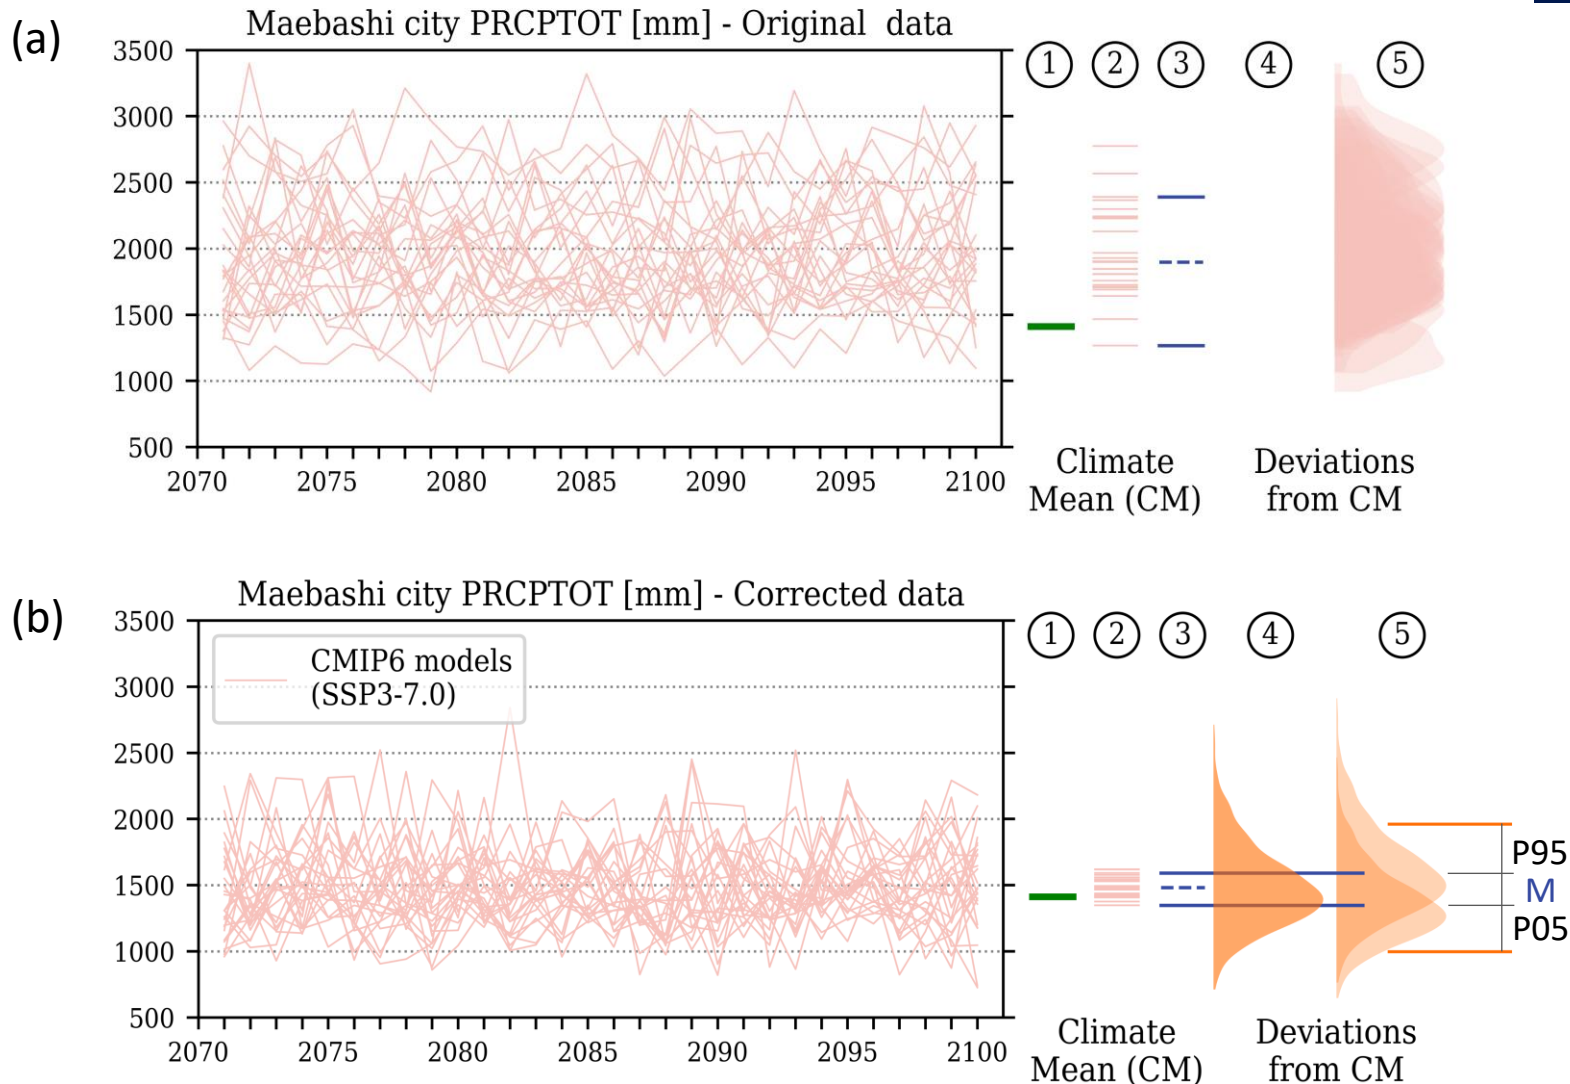 (a)
Maebashi city PRCPTOT [mm] - Original data
3500
3000
2500
2000
1500
1000
500
2070 2075 2080 2085 2090 2095 2100
1 2 3 4 5
Climate
Mean (CM)
Deviations
from CM
(b)
Maebashi city PRCPTOT [mm] - Corrected data
3500
3000
2500
2000
1500
1000
500
2070 2075 2080 2085 2090 2095 2100
CMIP6 models
(SSP3-7.0)
1 2 3 4 5
P95
M
P05
Climate
Mean (CM)
Deviations
from CM